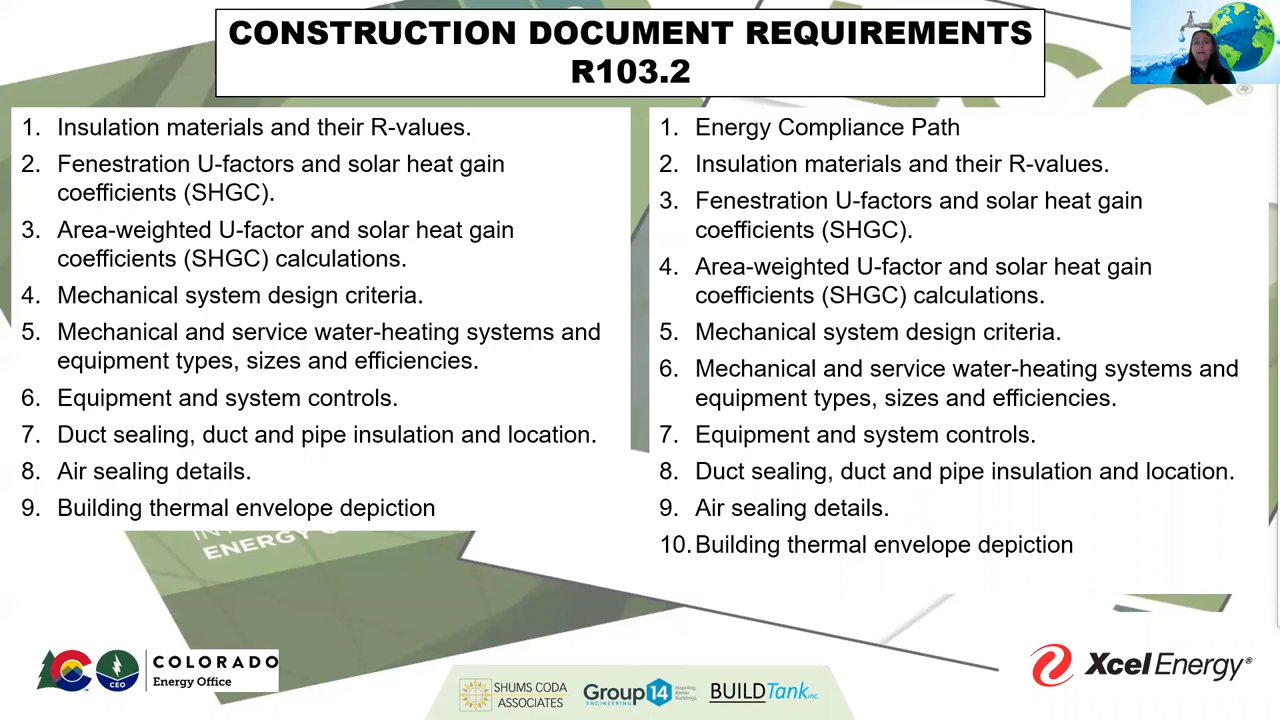 CONSTRUCTION DOCUMENT REQUIREMENTS
R103.2
1. Insulation materials and their R-values.
2. Fenestration U-factors and solar heat gain
coefficients (SHGC).
3. Area-weighted U-factor and solar heat gain
coefficients (SHGC) calculations.
4. Mechanical system design criteria.
5. Mechanical and service water-heating systems and
equipment types, sizes and efficiencies.
6. Equipment and system controls.
7. Duct sealing, duct and pipe insulation and location.
8. Air sealing details.
9. Building thermal envelope depiction
1. Energy Compliance Path
2. Insulation materials and their R-values.
3. Fenestration U-factors and solar heat gain
coefficients (SHGC).
4. Area-weighted U-factor and solar heat gain
coefficients (SHGC) calculations.
5. Mechanical system design criteria.
6. Mechanical and service water-heating systems and
equipment types, sizes and efficiencies.
7. Equipment and system controls.
8. Duct sealing, duct and pipe insulation and location.
9. Air sealing details.
10. Building thermal envelope depiction
ENERGY
CEO
COLORADO
Energy Office
SHUMS CODA
ASSOCIATES
Group14
ENGINEERING
Inspiring
Better
Buildings
BUILDTank inc.
XcelEnergy®